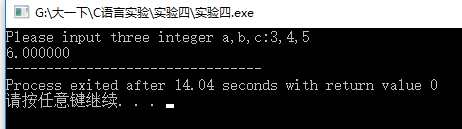 G:\大一下\C语言实验\实验四\实验四.exe
Please input three integer a,b,c:3,4,5
6.000000
--------------------------------
Process exited after 14.04 seconds with return value 0
请按任意键继续. . .